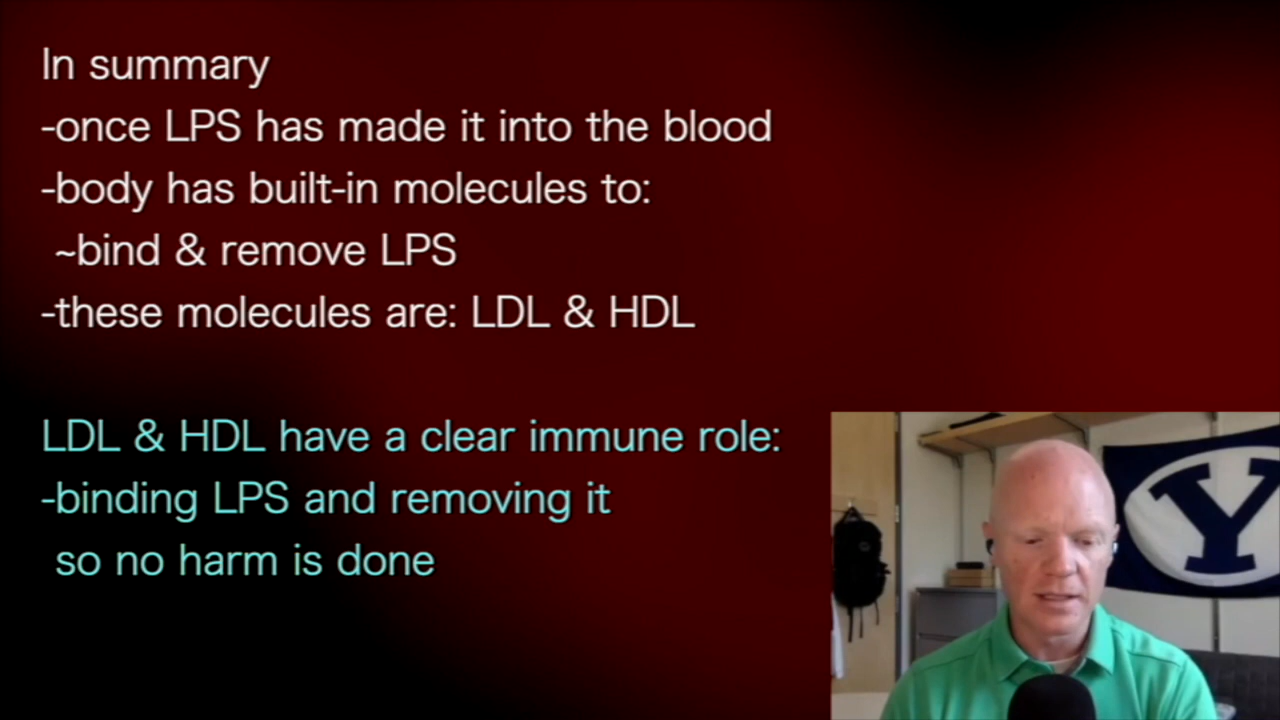 In summary
-once LPS has made it into the blood
-body has built-in molecules to:
~bind & remove LPS
-these molecules are: LDL & HDL
LDL & HDL have a clear immune role:
-binding LPS and removing it
so no harm is done
Y